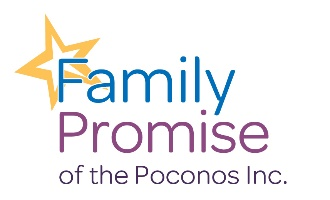 Family
Promise
of the Poconos Inc.